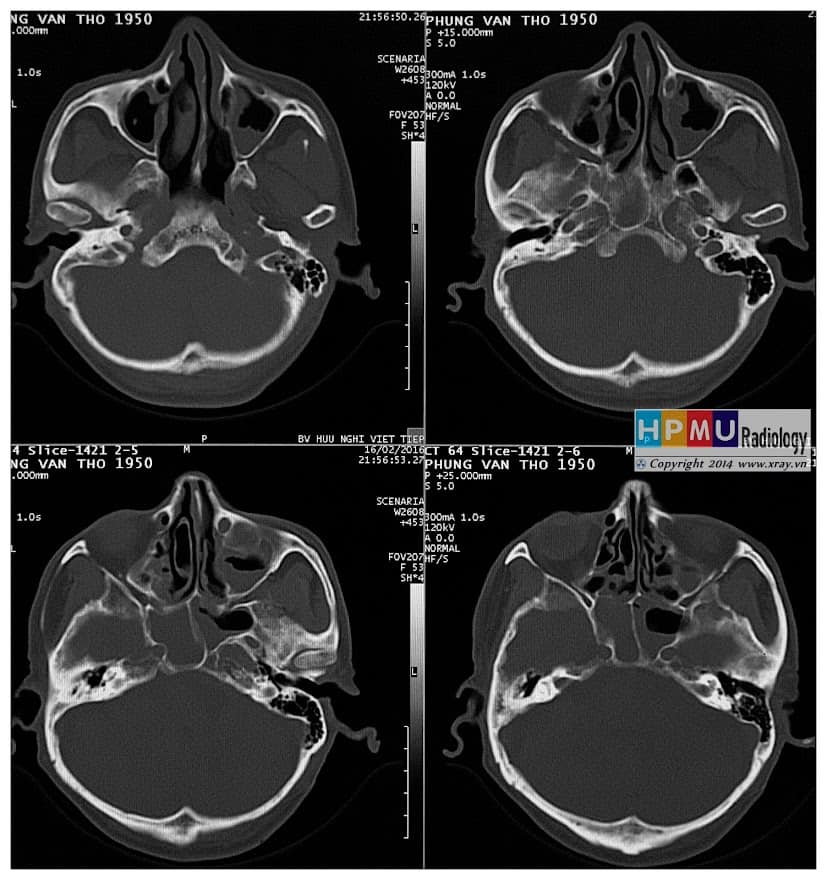 NG VAN THO 1950
.000mm
21:56:50.26
1.0s
SCENARIA
W2608
+453
L
FOV207
F 53
SH*4
L
P
BV HUU NGHI VIET TIEP
PHUNG VAN THO 1950
P +15.000mm
S 5.0
2
300mA 1.0s
120kV
A 0.0
NORMAL
HF/S
HPMU Radiology
Copyright 2014 www.xray.vn
4 Slice-1421 2-5
M
16/02/2016
NG VAN THO 1950
21:56:53.27
.000mm
1.0s
SCENARIA
W2608
+453
L
FOV207
F 53
SH*4
L
CT 64 Slice-1421 2-6
M
PHUNG VAN THO 1950
P +25.000mm
S 5.0
300mA 1.0s
120kV
A 0.0
NORMAL
HF/S